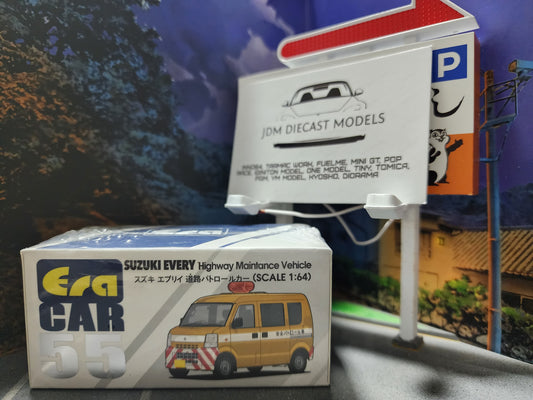 P
JDM DIECAST MODELS
INNO64, TARMAC WORK, FUELME, MINI GT, POP
RACE, IGNITON MODEL, ONE MODEL, TINY, TOMICA,
PGM, YM MODEL, KYOSHO, DIORAMA
Era
CAR
55
SUZUKI EVERY Highway Maintance Vehicle
スズキ エブリイ 道路パトロールカー (SCALE 1:64)